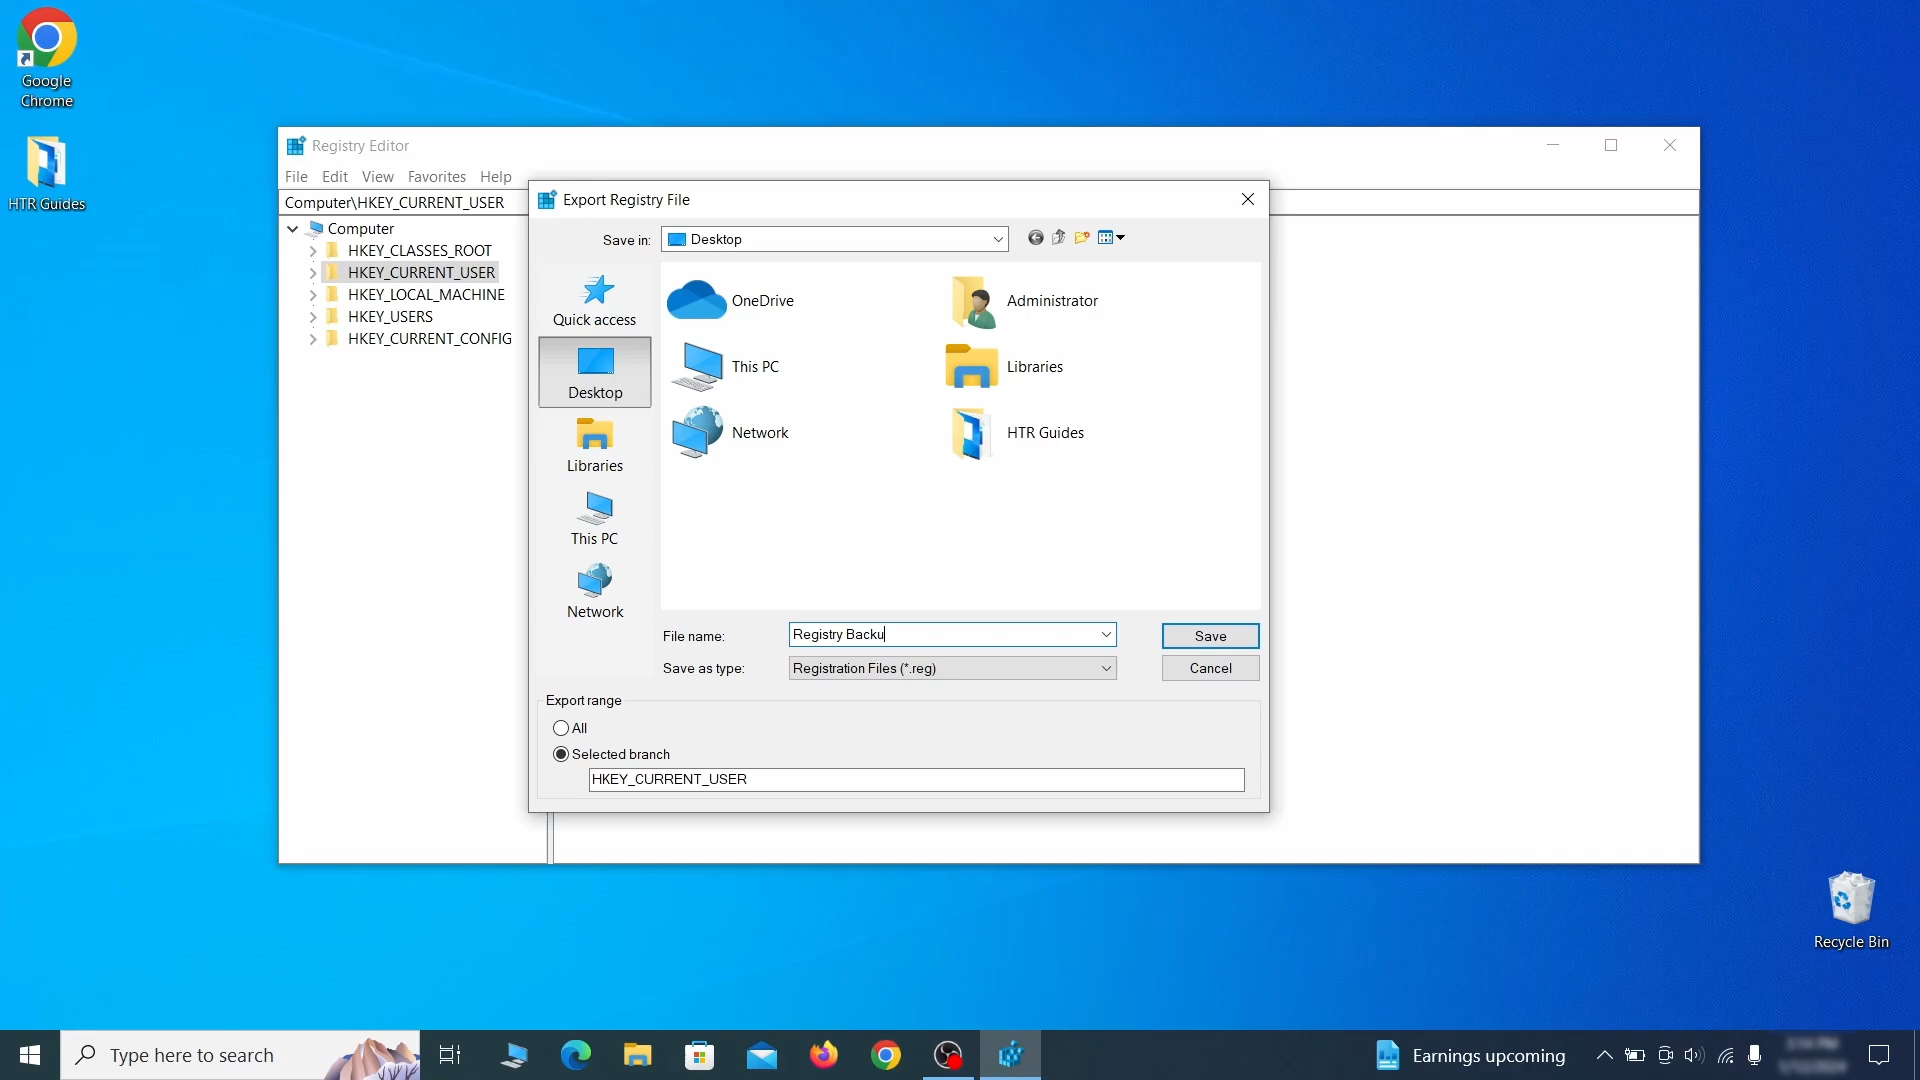 Google
Chrome
HTR Guides
Registry Editor
File Edit View Favorites Help
Computer\HKEY_CURRENT_USER
Computer
HKEY_CLASSES_ROOT
HKEY_CURRENT_USER
HKEY_LOCAL_MACHINE
HKEY_USERS
HKEY_CURRENT_CONFIG
Export Registry File
Save in: Desktop
Quick access
Desktop
Libraries
This PC
Network
OneDrive
Administrator
This PC
Libraries
Network
HTR Guides
File name: Registry Backu
Save
Save as type: Registration Files (*.reg)
Cancel
Export range
All
Selected branch
HKEY_CURRENT_USER
Recycle Bin
Type here to search
Earnings upcoming